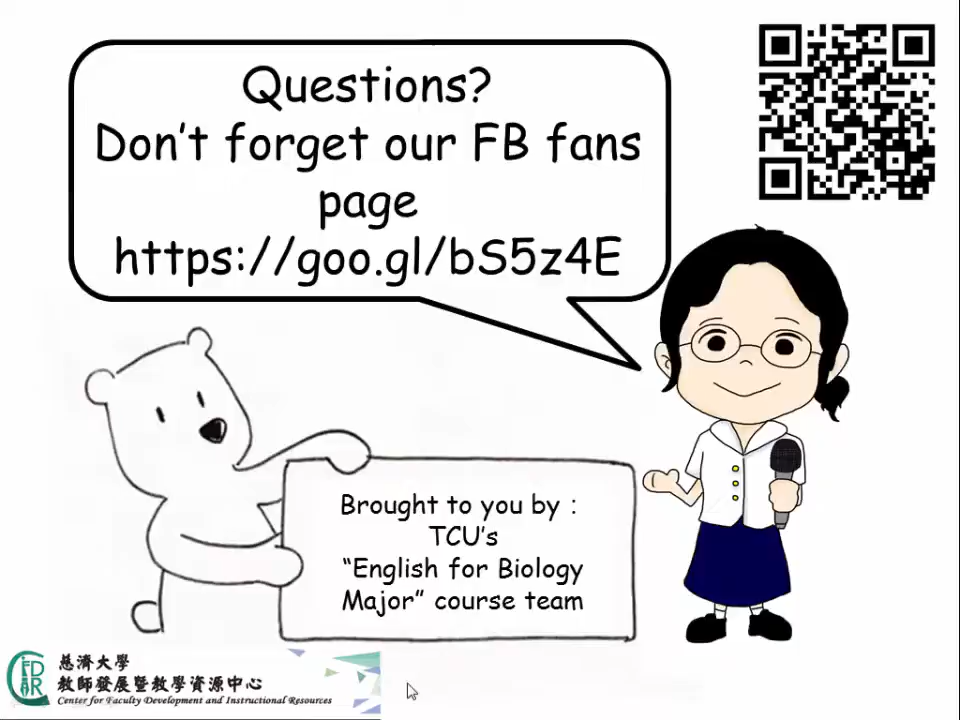 Questions?
Don't forget our FB fans
page
https://goo.gl/bS5z4E
Brought to you by :
TCU's
“English for Biology
Major” course team
慈濟大學
教師發展暨教學資源中心
Center for Faculty Development and Instructional Resources